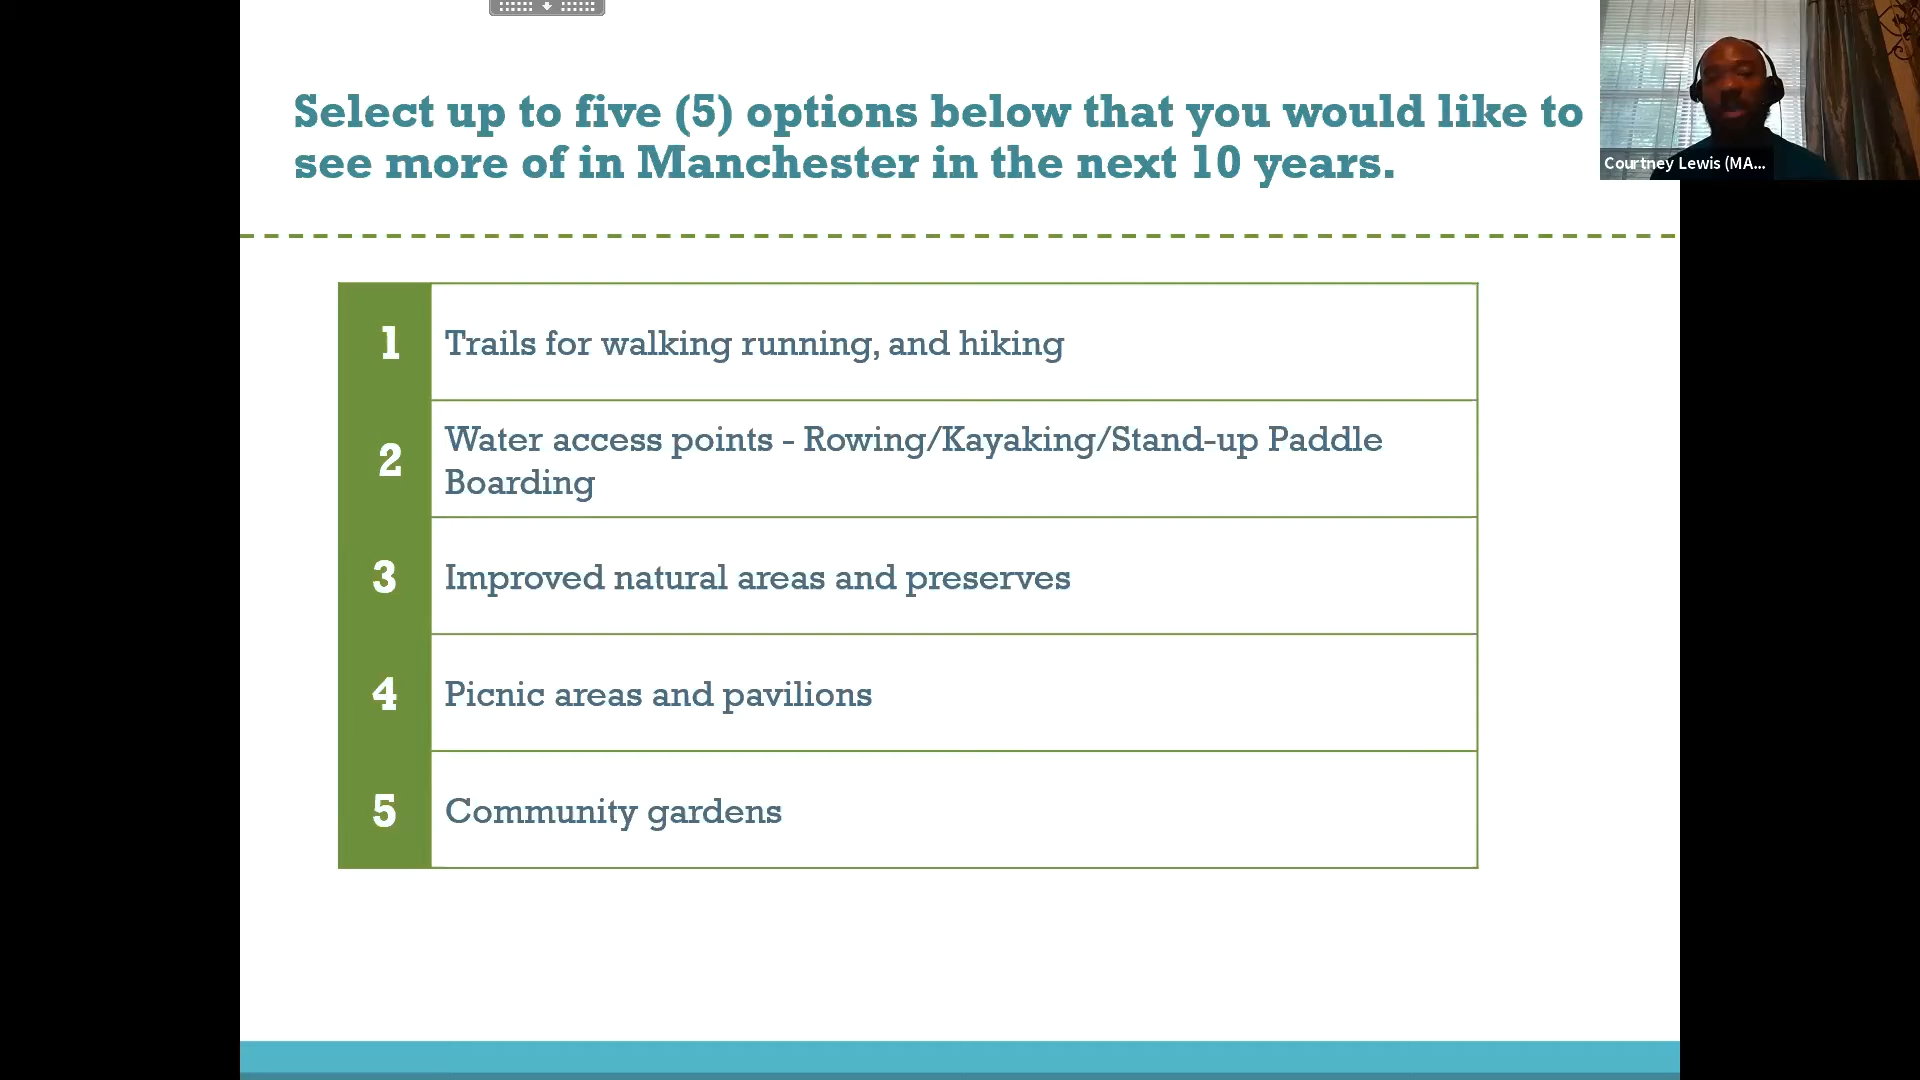 Select up to five (5) options below that you would like to
see more of in Manchester in the next 10 years.
Courtney Lewis (MA...
1 Trails for walking running, and hiking
2 Water access points - Rowing/Kayaking/Stand-up Paddle
Boarding
3 Improved natural areas and preserves
4 Picnic areas and pavilions
5 Community gardens